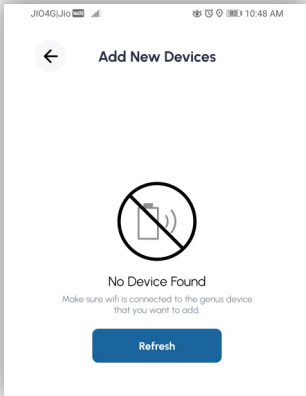 JIO4G|Jio VoLTE 82 10:48 AM
Add New Devices
No Device Found
Make sure wifi is connected to the genus device
that you want to add.
Refresh